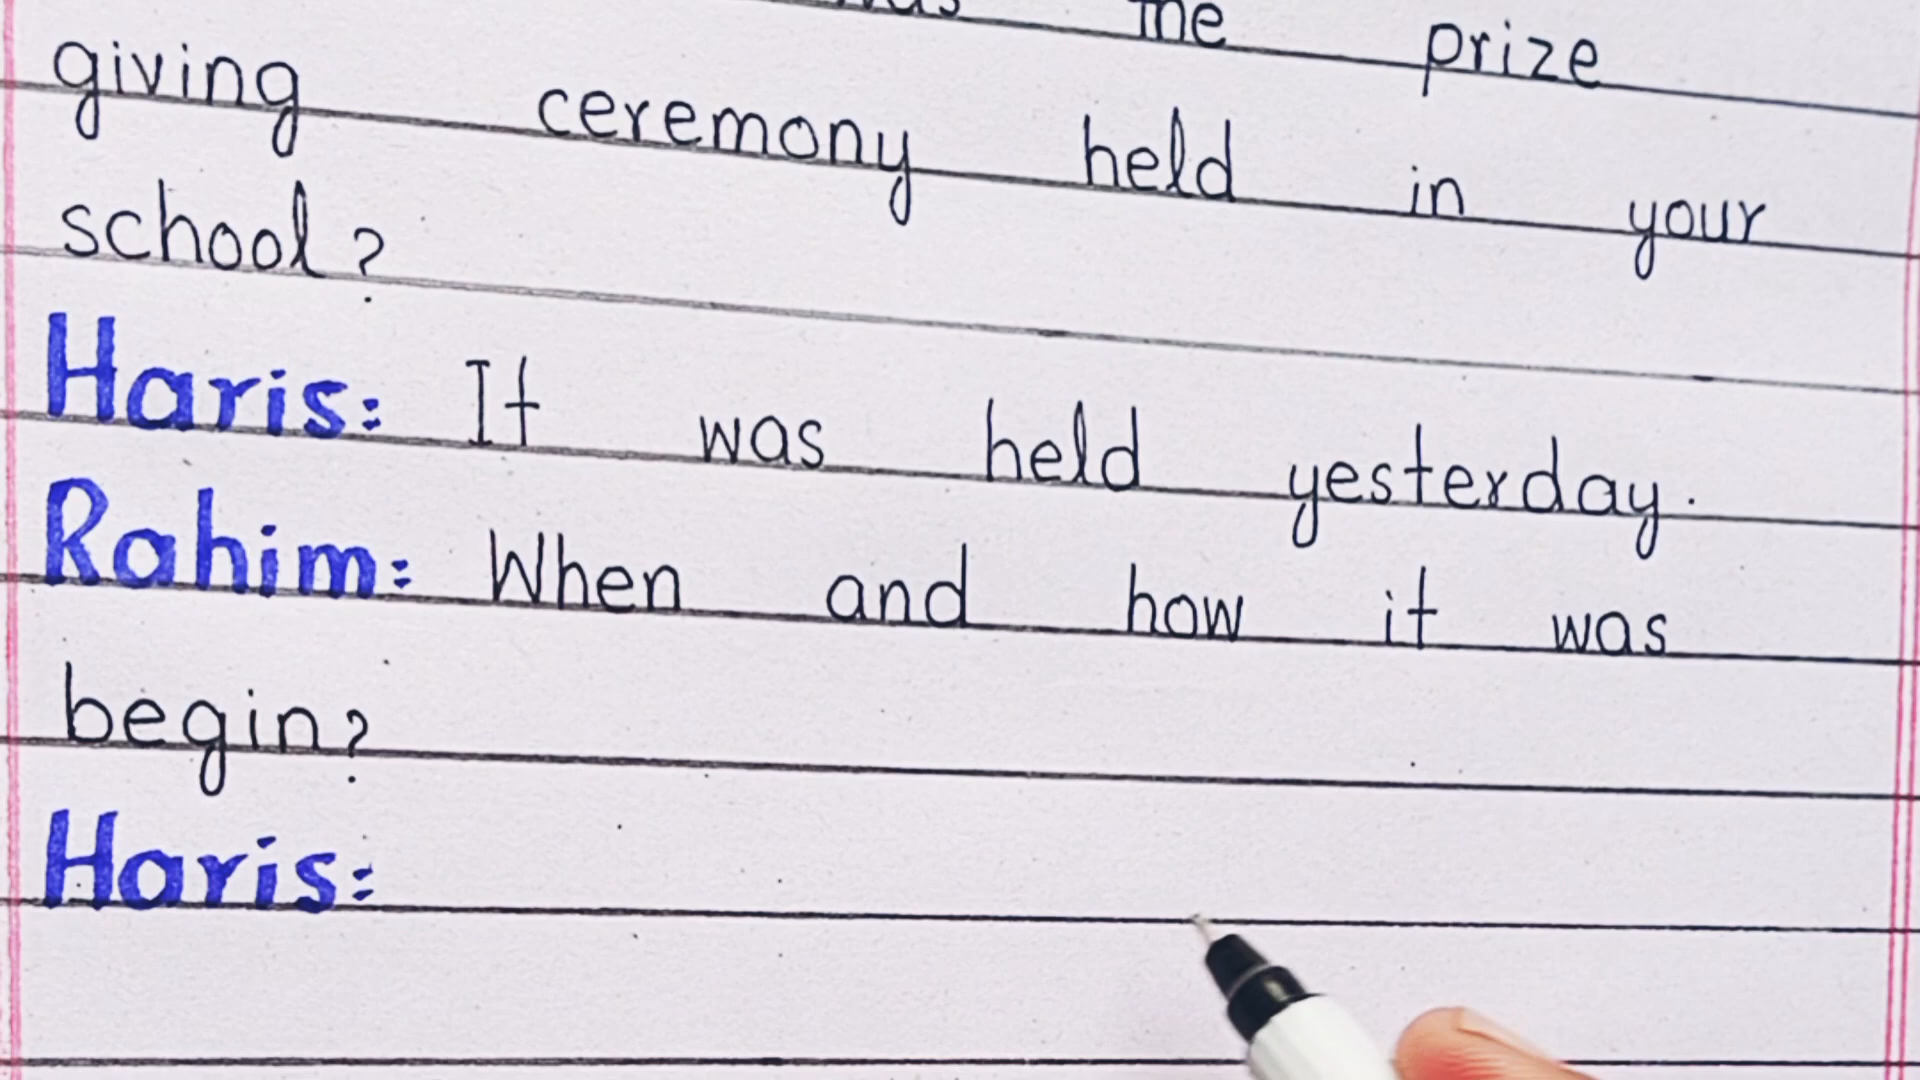 the prize
giving ceremony held in your
school?
Haris: It was held yesterday.
Rahim: When and how it was
begin?
Haris: